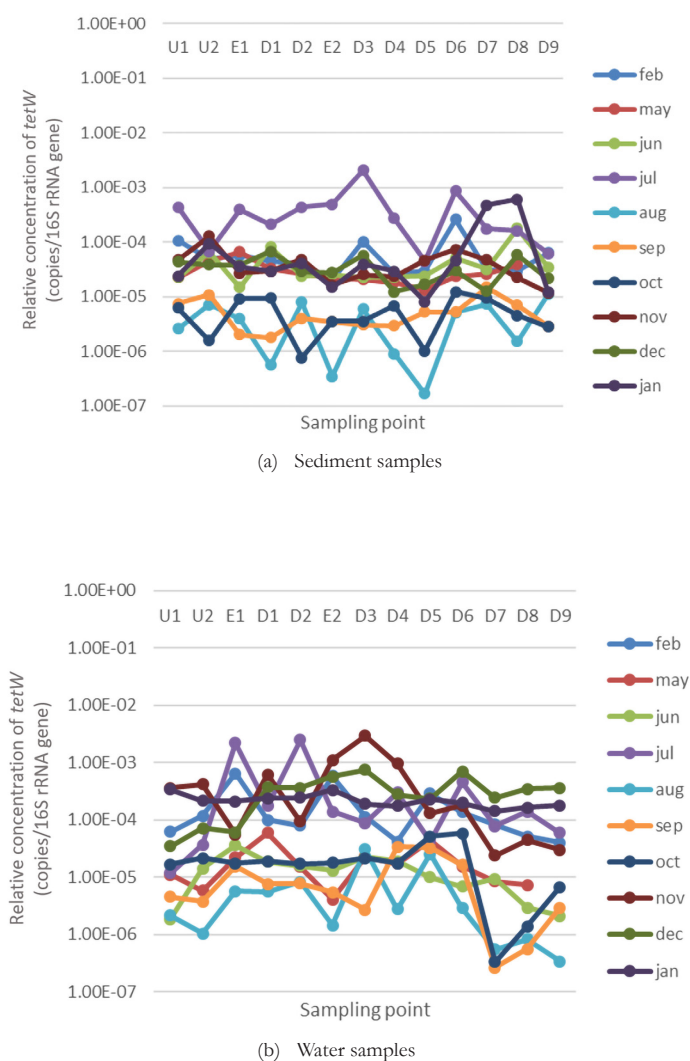 1.00E+00
U1 U2 E1 D1 D2 E2 D3 D4 D5 D6 D7 D8 D9
1.00E-01
1.00E-02
1.00E-03
1.00E-04
1.00E-05
1.00E-06
1.00E-07
Relative concentration of tetW
(copies/16S rRNA gene)
Sampling point
feb
may
jun
jul
aug
sep
oct
nov
dec
jan
(a) Sediment samples
1.00E+00
U1 U2 E1 D1 D2 E2 D3 D4 D5 D6 D7 D8 D9
1.00E-01
1.00E-02
1.00E-03
1.00E-04
1.00E-05
1.00E-06
1.00E-07
Relative concentration of tetW
(copies/16S rRNA gene)
Sampling point
feb
may
jun
jul
aug
sep
oct
nov
dec
jan
(b) Water samples